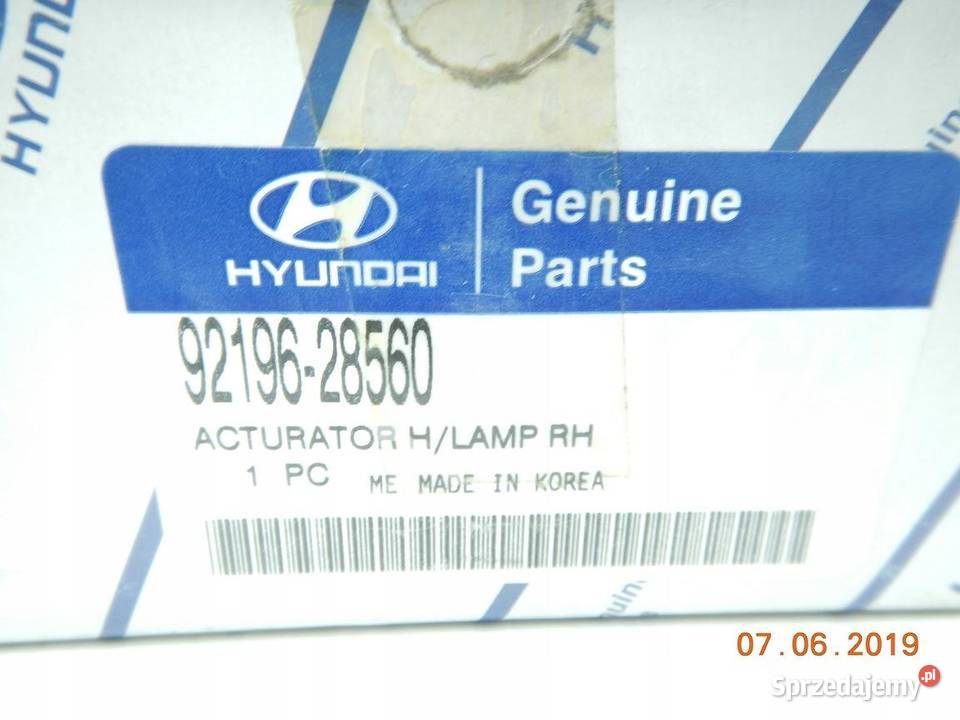 HYUNDAI
Genuine
Parts
HYUNDAI
92196-28560
ACTURATOR H/LAMP RH
1 PC ME MADE IN KOREA
07.06.2019
Sprzedajemy.pl